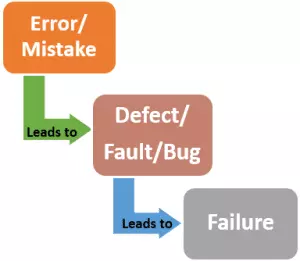 Error/
Mistake
Leads to
Defect/
Fault/Bug
Leads to
Failure